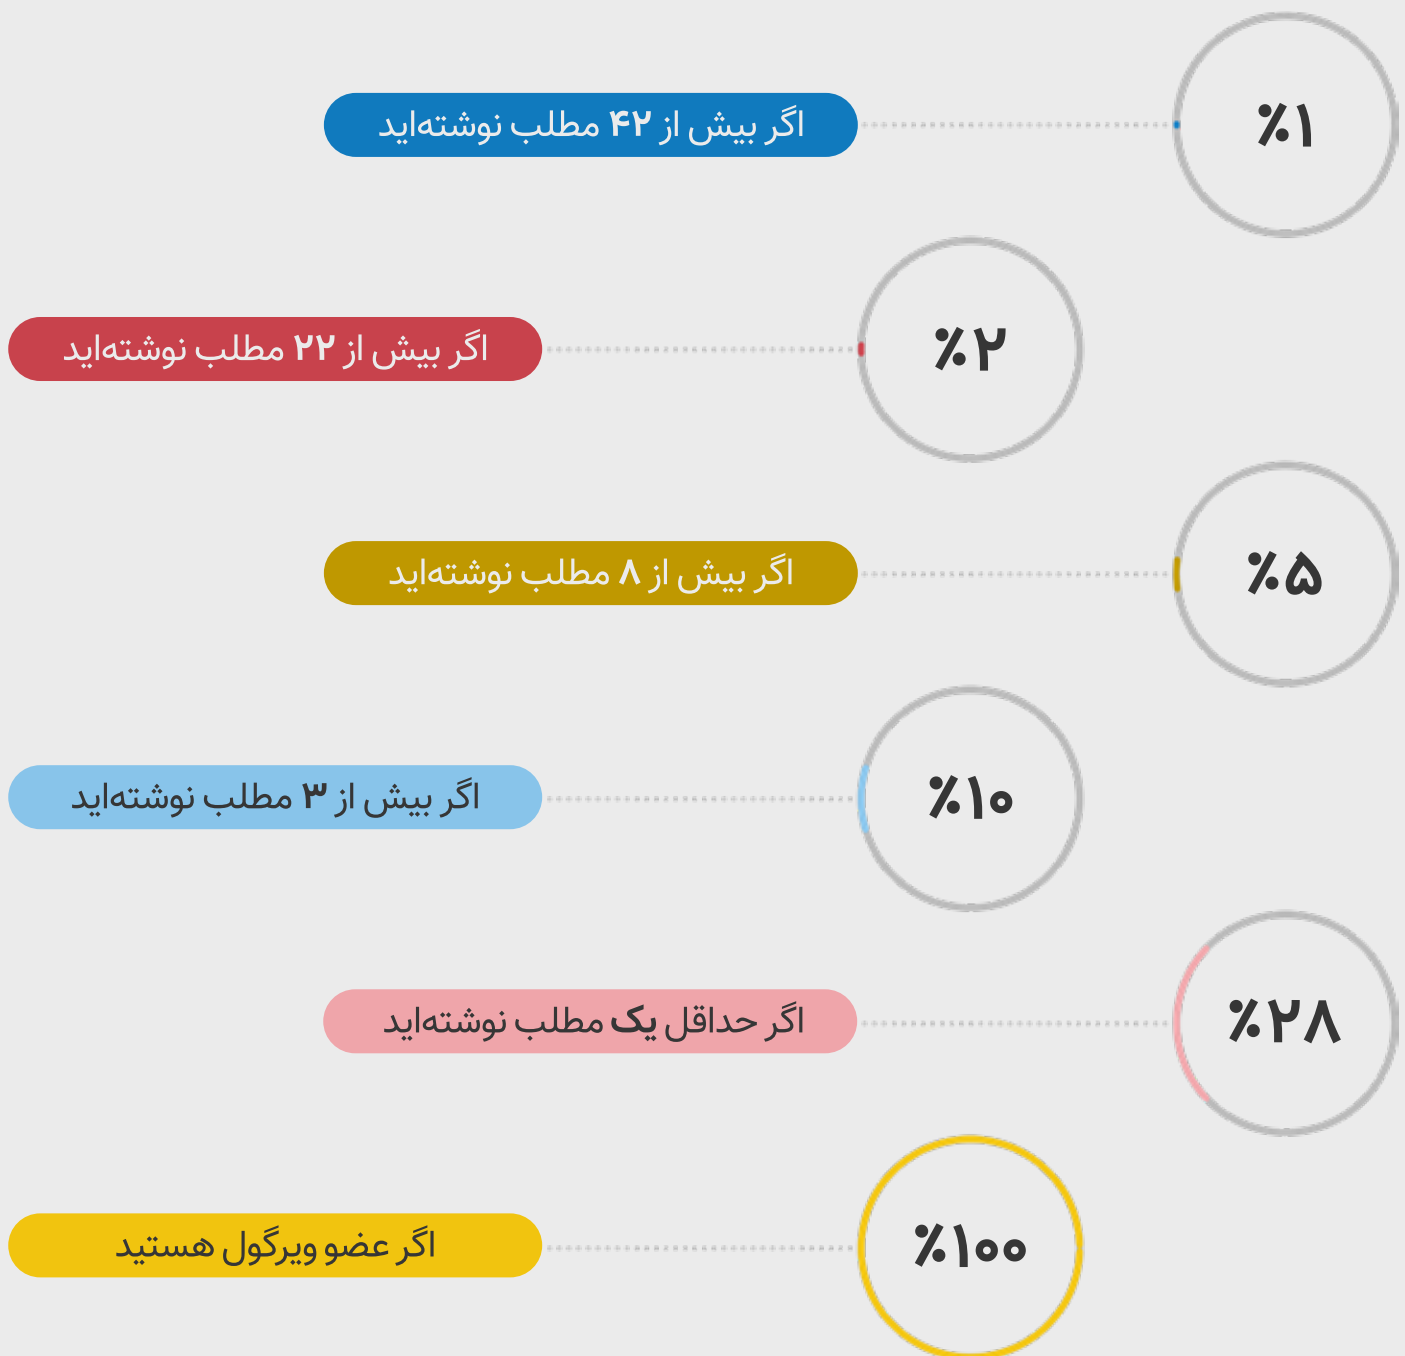 ٪۱
اگر بیش از ۴۲ مطلب نوشته‌اید
٪۲
اگر بیش از ۲۲ مطلب نوشته‌اید
٪۵
اگر بیش از ۸ مطلب نوشته‌اید
٪۱۰
اگر بیش از ۳ مطلب نوشته‌اید
٪۲۸
اگر حداقل یک مطلب نوشته‌اید
٪۱۰۰
اگر عضو ویرگول هستید